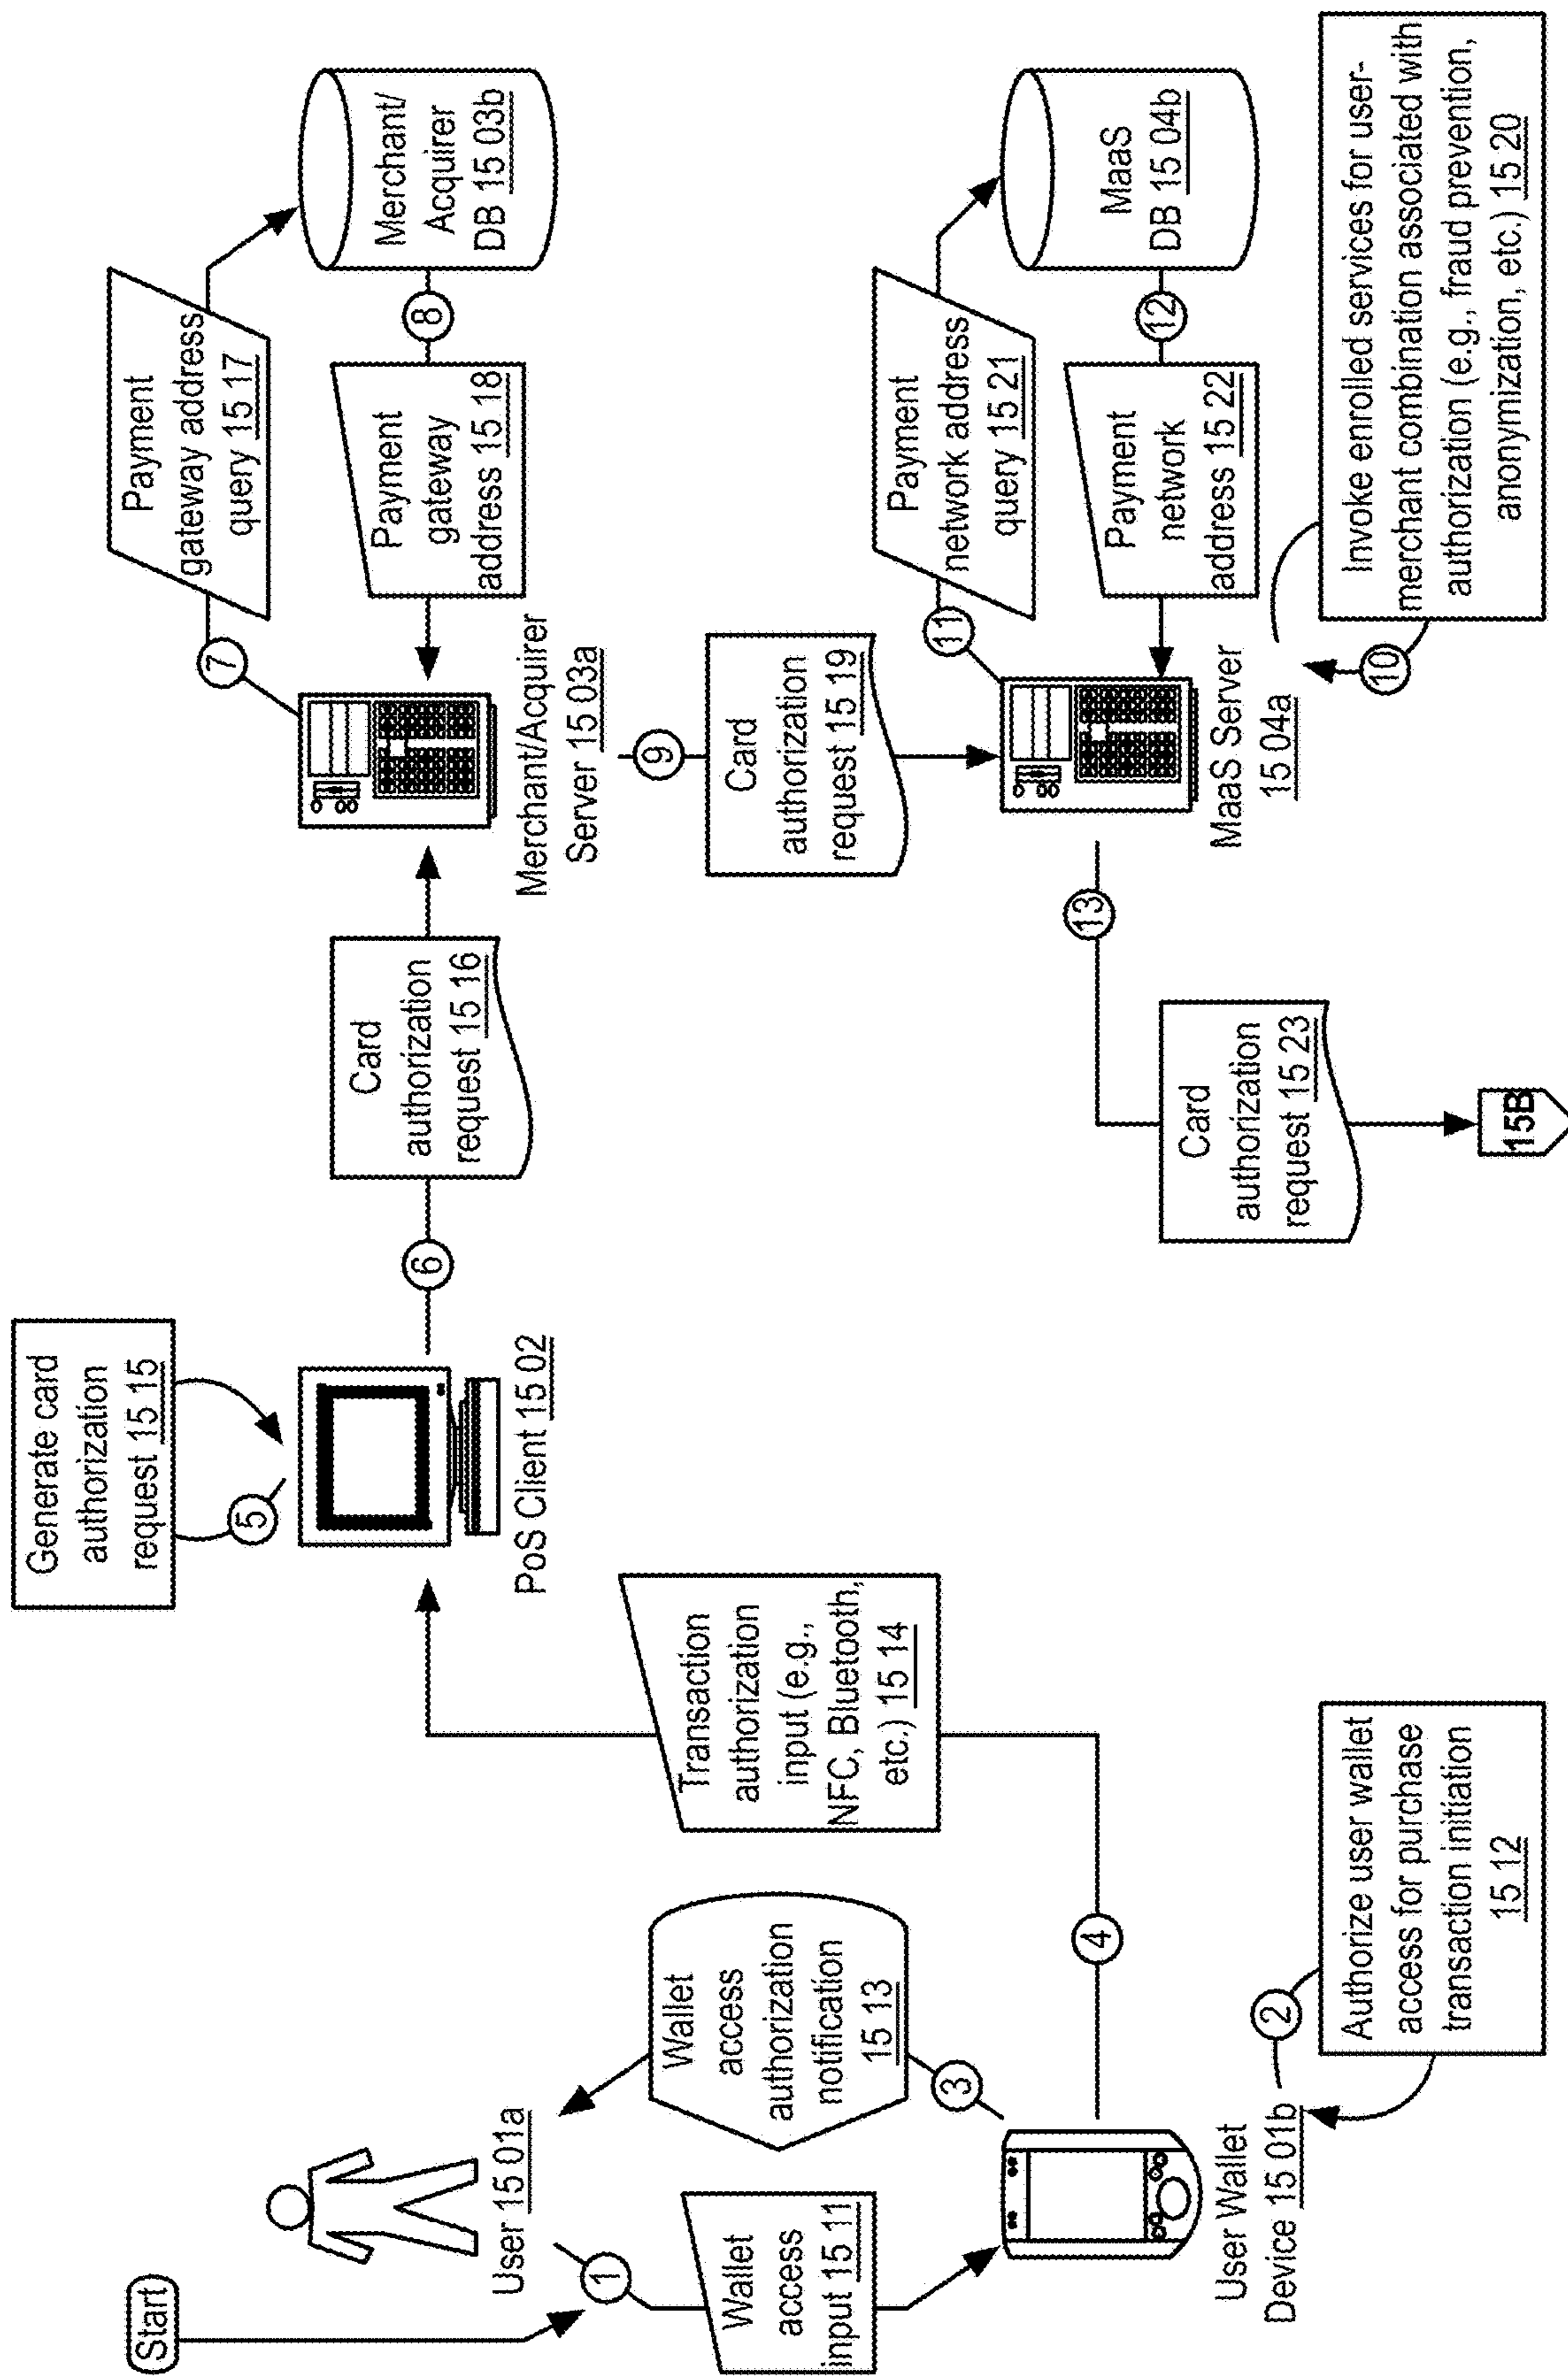 Start
1
User 15 01a
Wallet
access
input 15 11
Wallet
access
authorization
notification
15 13
3
User Wallet
Device 15 01b
2
Authorize user wallet
access for purchase
transaction initiation
15 12
4
Transaction
authorization
input (e.g.,
NFC, Bluetooth,
etc.) 15 14
Generate card
authorization
request 15 15
5
PoS Client 15 02
6
Card
authorization
request 15 16
Merchant/Acquirer
Server 15 03a
7
Payment
gateway address
query 15 17
Merchant/
Acquirer
DB 15 03b
8
Payment
gateway
address 15 18
9
Card
authorization
request 15 19
MaaS Server
15 04a
10
Invoke enrolled services for user-
merchant combination associated with
authorization (e.g., fraud prevention,
anonymization, etc.) 15 20
11
Payment
network address
query 15 21
MaaS
DB 15 04b
12
Payment
network
address 15 22
13
Card
authorization
request 15 23
15B